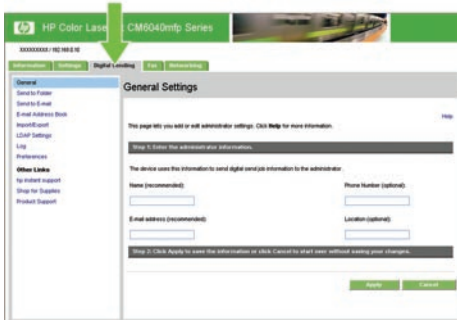 HP Color Laser CM6040mfp Series
Information Settings Digital Sending Fax Networking
General
Send to Folder
Send to E-mail
E-mail Address Book
Import/Export
LDAP Settings
Log
Preferences
Other Links
hp instant support
Shop for Supplies
Product Support
General Settings
Help
This page lets you add or edit administrator settings. Click Help for more information.
Step 1: Enter the administrator information.
The device uses this information to send digital send job information to the administrator.
Name (recommended):
Phone Number (optional):
E-mail address (recommended):
Location (optional):
Step 2: Click Apply to save the information or click Cancel to start over without saving your changes.
Apply
Cancel